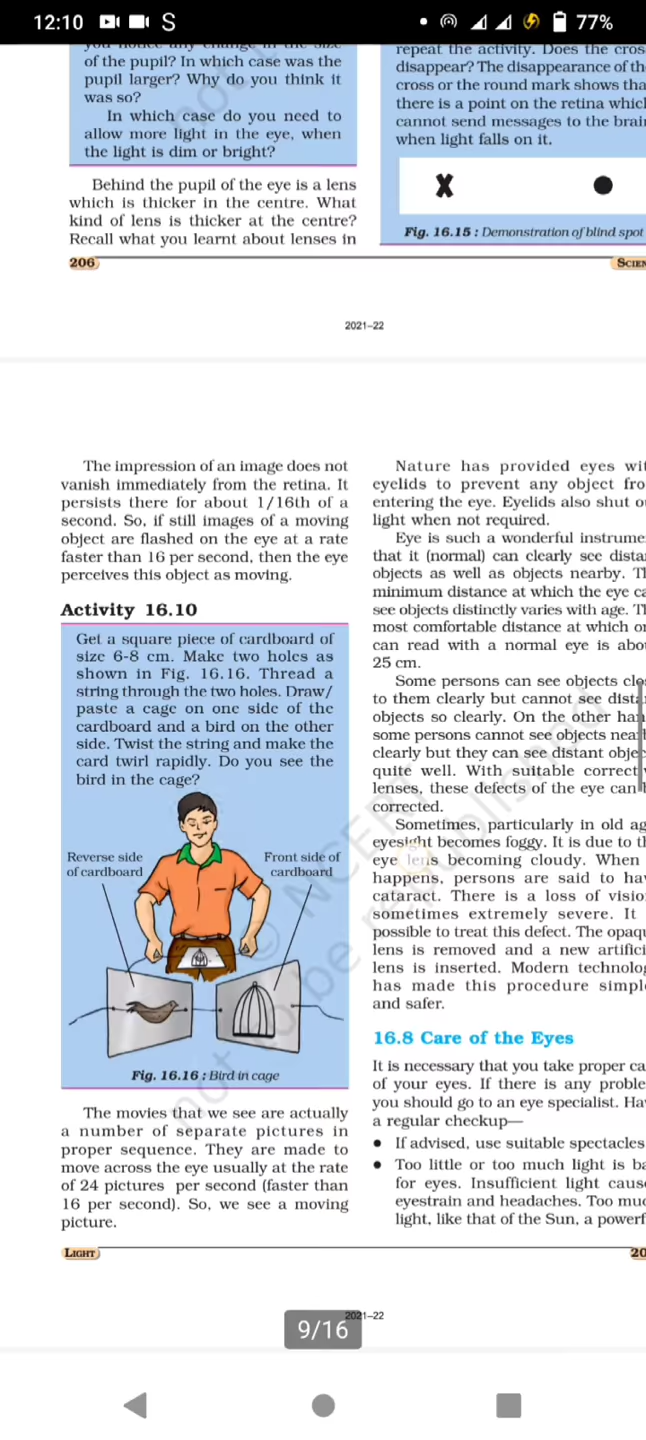 12:10 S 77%
of the pupil? In which case was the
pupil larger? Why do you think it
was so?
In which case do you need to
allow more light in the eye, when
the light is dim or bright?
Behind the pupil of the eye is a lens
which is thicker in the centre. What
kind of lens is thicker at the centre?
Recall what you learnt about lenses in
repeat the activity. Does the cros
disappear? The disappearance of th
cross or the round mark shows tha
there is a point on the retina whic
cannot send messages to the brai
when light falls on it.
X
Fig. 16.15 : Demonstration of blind spot
206
SCIEN
2021–22
The impression of an image does not
vanish immediately from the retina. It
persists there for about 1/16th of a
second. So, if still images of a moving
object are flashed on the eye at a rate
faster than 16 per second, then the eye
perceives this object as moving.
Activity 16.10
Get a square piece of cardboard of
size 6-8 cm. Make two holes as
shown in Fig. 16.16. Thread a
string through the two holes. Draw/
paste a cage on one side of the
cardboard and a bird on the other
side. Twist the string and make the
card twirl rapidly. Do you see the
bird in the cage?
Reverse side
of cardboard
Front side of
cardboard
Fig. 16.16 : Bird in cage
The movies that we see are actually
a number of separate pictures in
proper sequence. They are made to
move across the eye usually at the rate
of 24 pictures per second (faster than
16 per second). So, we see a moving
picture.
Nature has provided eyes wit
eyelids to prevent any object fro
entering the eye. Eyelids also shut o
light when not required.
Eye is such a wonderful instrume
that it (normal) can clearly see dista
objects as well as objects nearby. T
minimum distance at which the eye ca
see objects distinctly varies with age. T
most comfortable distance at which o
can read with a normal eye is abo
25 cm.
Some persons can see objects clo
to them clearly but cannot see dista
objects so clearly. On the other han
some persons cannot see objects near
clearly but they can see distant obje
quite well. With suitable correct
lenses, these defects of the eye can b
corrected.
Sometimes, particularly in old ag
eyesight becomes foggy. It is due to th
eye lens becoming cloudy. When
happens, persons are said to ha
cataract. There is a loss of visio
sometimes extremely severe. It
possible to treat this defect. The opaqu
lens is removed and a new artifici
lens is inserted. Modern technolog
has made this procedure simpl
and safer.
16.8 Care of the Eyes
It is necessary that you take proper ca
of your eyes. If there is any proble
you should go to an eye specialist. Ha
a regular checkup—
• If advised, use suitable spectacles
• Too little or too much light is ba
for eyes. Insufficient light caus
eyestrain and headaches. Too mu
light, like that of the Sun, a powerf
© NCERT
not to be republished
LIGHT
20
2021–22
9/16